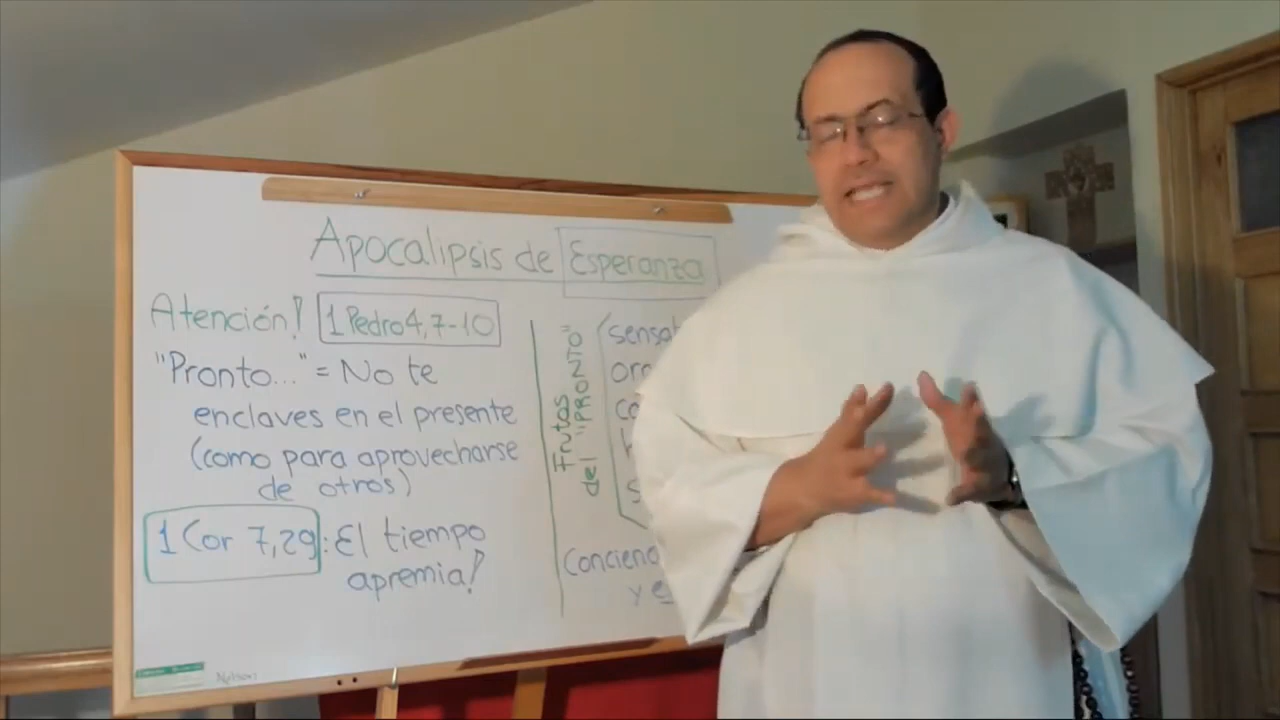 Apocalipsis de Esperanza
Atención! 1 Pedro 4,7-10
"Pronto..." = No te
enclaves en el presente
(como para aprovecharse
de otros)
1 Cor 7,29: El tiempo
apremia!
Frutos
del "PRONTO"
y